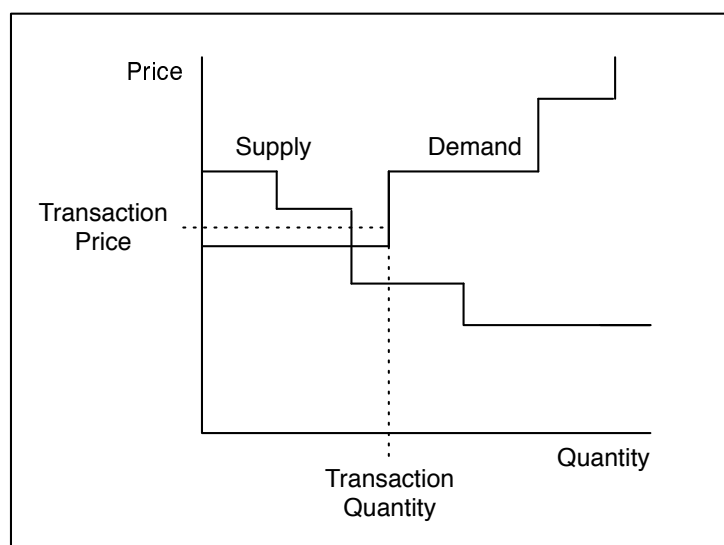 Price
Supply
Demand
Transaction
Price
Quantity
Transaction
Quantity